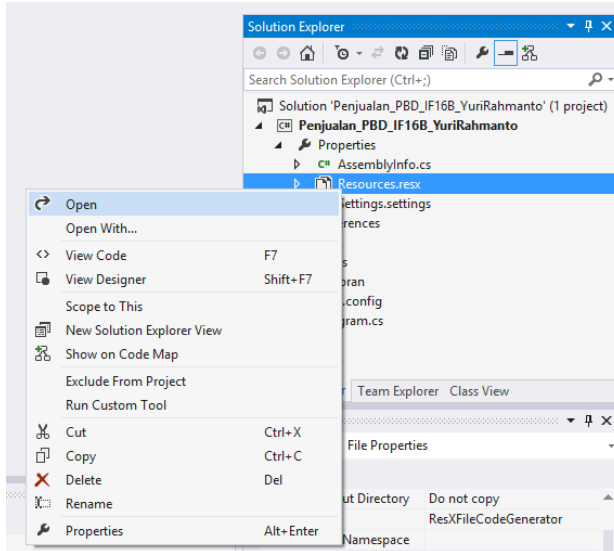 Solution Explorer
Search Solution Explorer (Ctrl+;)
Solution 'Penjualan_PBD_IF16B_YuriRahmanto' (1 project)
C# Penjualan_PBD_IF16B_YuriRahmanto
Properties
C# AssemblyInfo.cs
Resources.resx
Settings.settings
rences
s
oran
.config
gram.cs
Open
Open With...
View Code F7
View Designer Shift+F7
Scope to This
New Solution Explorer View
Show on Code Map
Exclude From Project
Run Custom Tool
Cut Ctrl+X
Copy Ctrl+C
Delete Del
Rename
Properties Alt+Enter
r Team Explorer Class View
File Properties
ut Directory Do not copy
ResXFileCodeGenerator
Namespace